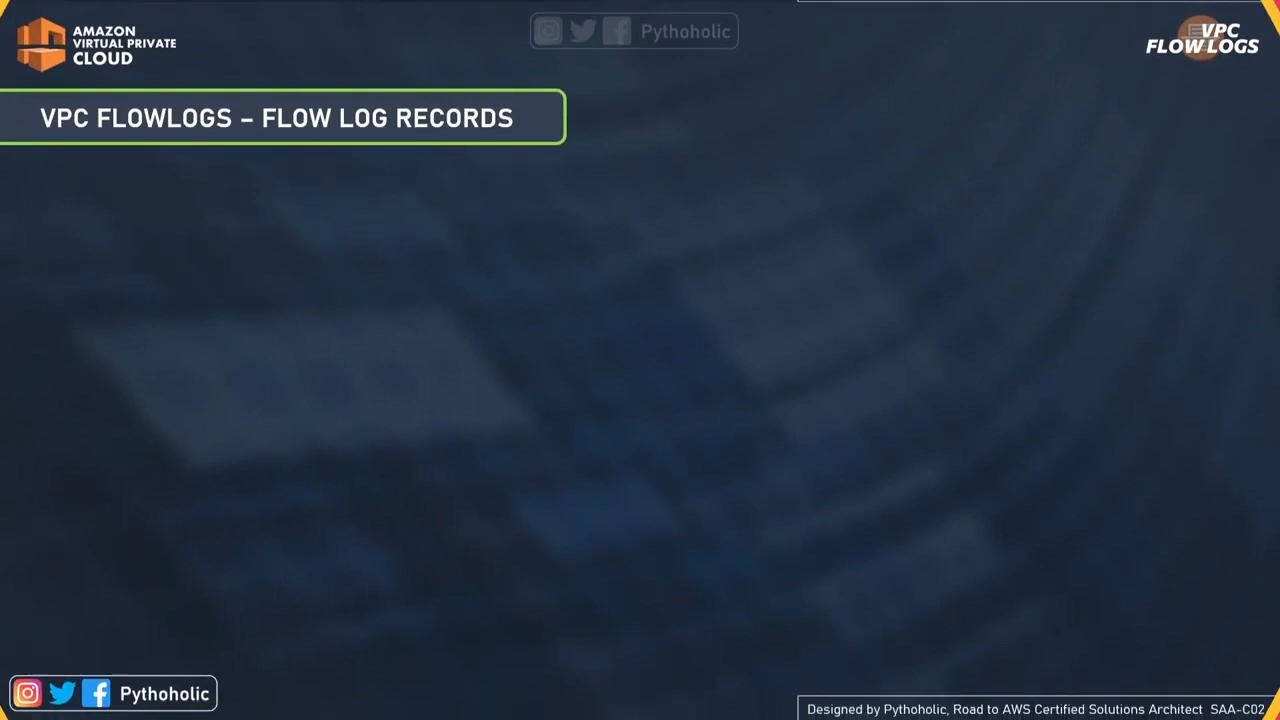 AMAZON
VIRTUAL PRIVATE
CLOUD
Pythoholic
VPC
FLOW LOGS
VPC FLOWLOGS – FLOW LOG RECORDS
Pythoholic
Designed by Pythoholic, Road to AWS Certified Solutions Architect SAA-C02